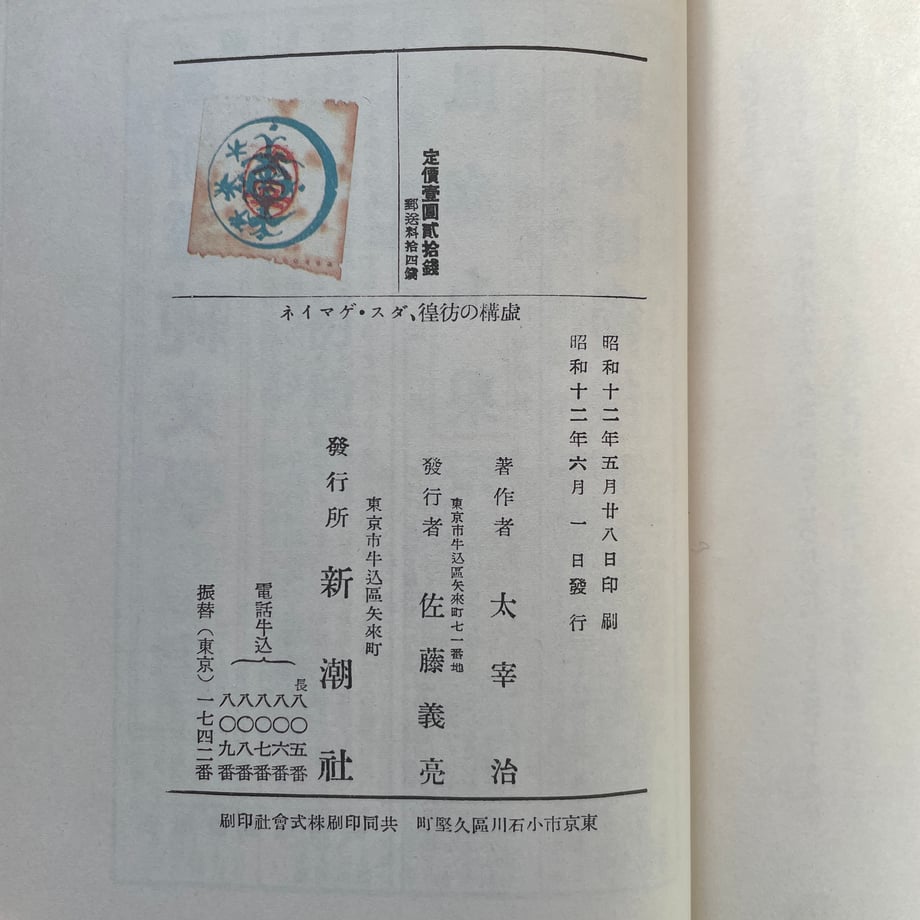 定價壹圓貳拾錢
郵送料拾四錢
虛構の彷徨、ダス・ゲマイネ
昭和十二年五月廿八日印刷
昭和十二年六月一日發行
著作者 太宰治
東京市牛込區矢來町七一番地
發行者 佐藤義亮
東京市牛込區矢來町
發行所 新潮社
電話牛込
長八〇五番
八〇六番
八〇七番
八〇八番
八〇九番
振替（東京）一七四二番
東京市小石川區久堅町 共同印刷株式會社印刷